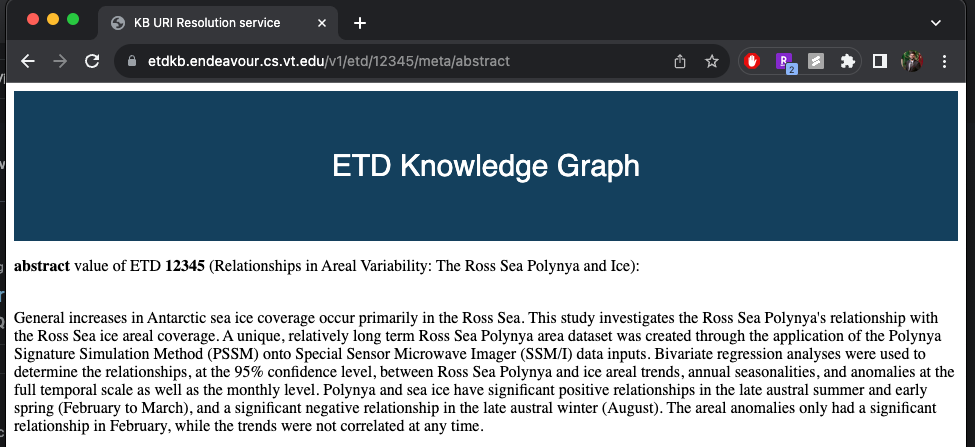 KB URI Resolution service
etdkb.endeavour.cs.vt.edu/v1/etd/12345/meta/abstract
R
2
ETD Knowledge Graph
abstract value of ETD 12345 (Relationships in Areal Variability: The Ross Sea Polynya and Ice):
General increases in Antarctic sea ice coverage occur primarily in the Ross Sea. This study investigates the Ross Sea Polynya's relationship with
the Ross Sea ice areal coverage. A unique, relatively long term Ross Sea Polynya area dataset was created through the application of the Polynya
Signature Simulation Method (PSSM) onto Special Sensor Microwave Imager (SSM/I) data inputs. Bivariate regression analyses were used to
determine the relationships, at the 95% confidence level, between Ross Sea Polynya and ice areal trends, annual seasonalities, and anomalies at the
full temporal scale as well as the monthly level. Polynya and sea ice have significant positive relationships in the late austral summer and early
spring (February to March), and a significant negative relationship in the late austral winter (August). The areal anomalies only had a significant
relationship in February, while the trends were not correlated at any time.